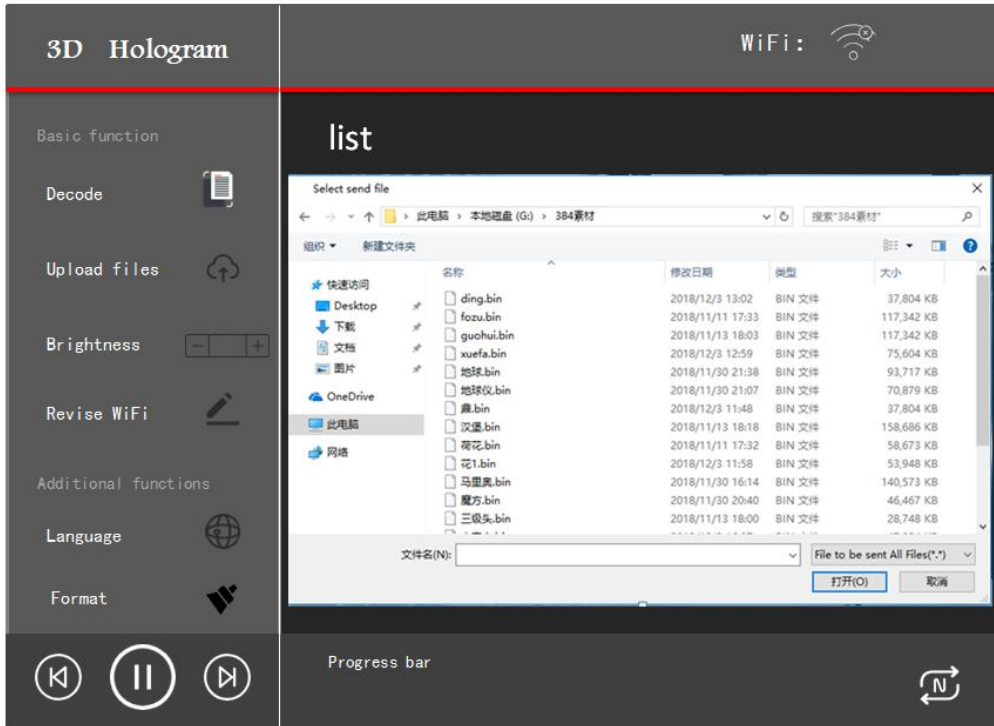 3D Hologram
WiFi:
Basic function
Decode
Upload files
Brightness
Revise WiFi
Additional functions
Language
Format
list
Select send file
此电脑 › 本地磁盘 (G:) › 384素材
搜索"384素材"
组织 新建文件夹
快速访问
Desktop
下载
文档
图片
OneDrive
此电脑
网络
名称 修改日期 类型 大小
ding.bin 2018/12/3 13:02 BIN 文件 37,804 KB
fozu.bin 2018/11/11 17:33 BIN 文件 117,342 KB
guohui.bin 2018/11/13 18:03 BIN 文件 117,342 KB
xuefa.bin 2018/12/3 12:59 BIN 文件 75,604 KB
地球.bin 2018/11/30 21:38 BIN 文件 93,717 KB
地球仪.bin 2018/11/30 21:07 BIN 文件 70,879 KB
鼎.bin 2018/12/3 11:48 BIN 文件 37,804 KB
汉堡.bin 2018/11/13 18:18 BIN 文件 158,686 KB
荷花.bin 2018/11/11 17:32 BIN 文件 58,673 KB
花1.bin 2018/12/3 11:58 BIN 文件 53,948 KB
马里奥.bin 2018/11/30 16:14 BIN 文件 140,573 KB
魔方.bin 2018/11/30 20:40 BIN 文件 46,467 KB
三级头.bin 2018/11/13 18:00 BIN 文件 28,748 KB
文件名(N):
File to be sent All Files(*.*)
打开(O) 取消
Progress bar
N